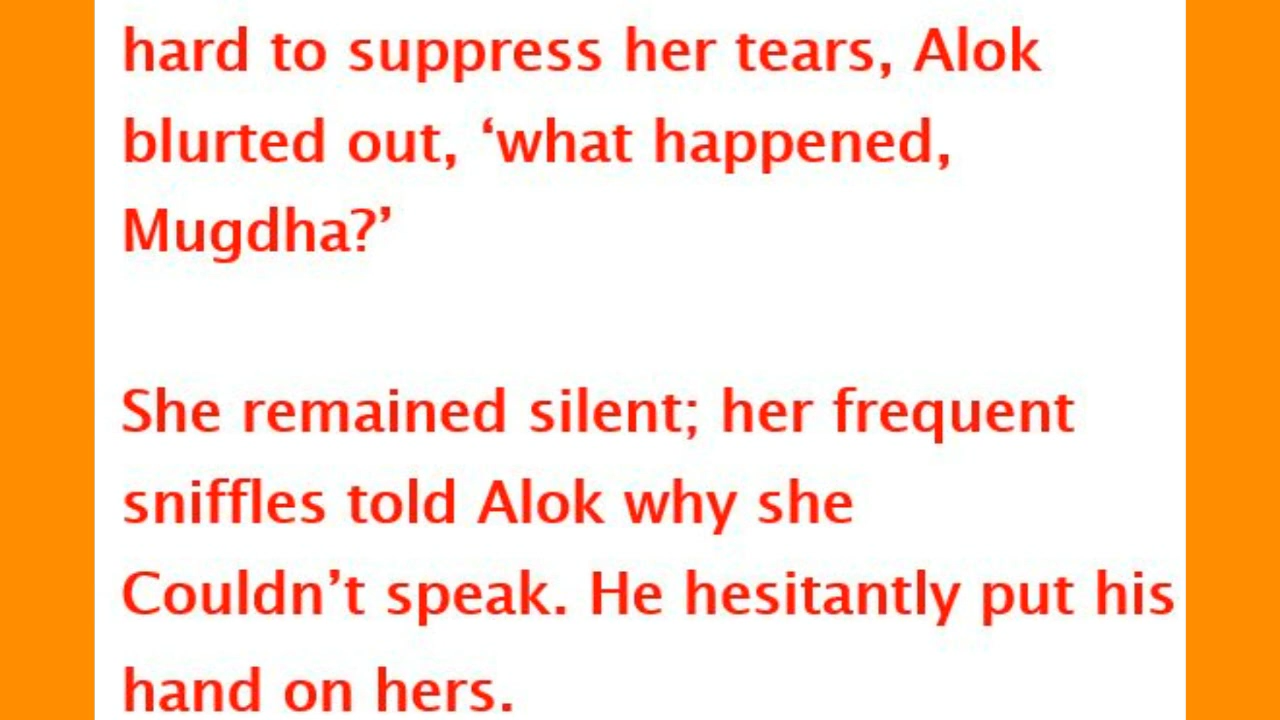 hard to suppress her tears, Alok
blurted out, ‘what happened,
Mugdha?’
She remained silent; her frequent
sniffles told Alok why she
Couldn’t speak. He hesitantly put his
hand on hers.